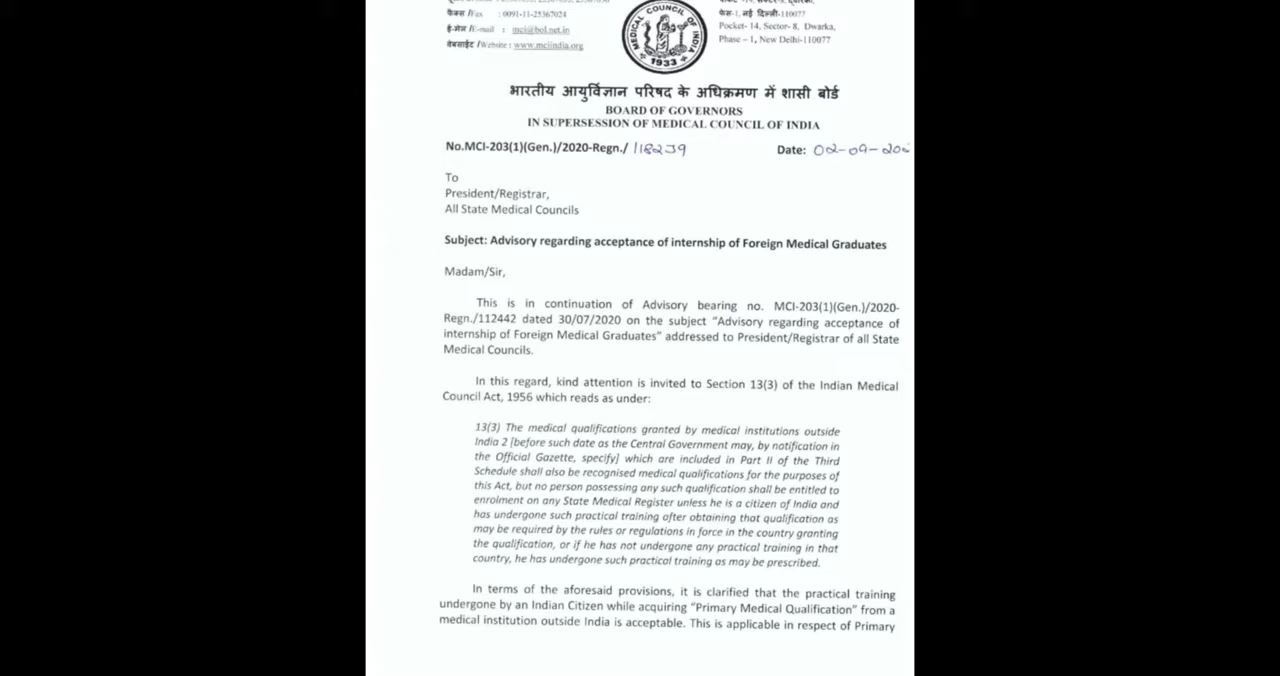 फैक्स /Fax : 0091-11-25367024
ई-मेल /E-mail : mci@bol.net.in
वेबसाईट /Website : www.mciindia.org
MEDICAL COUNCIL OF INDIA
1933
फेस-1, नई दिल्ली-110077
Pocket- 14, Sector- 8, Dwarka,
Phase – 1, New Delhi-110077
भारतीय आयुर्विज्ञान परिषद के अधिक्रमण में शासी बोर्ड
BOARD OF GOVERNORS
IN SUPERSESSION OF MEDICAL COUNCIL OF INDIA
No.MCI-203(1)(Gen.)/2020-Regn./ 118239 Date: 02-09-
To
President/Registrar,
All State Medical Councils
Subject: Advisory regarding acceptance of internship of Foreign Medical Graduates
Madam/Sir,
This is in continuation of Advisory bearing no. MCI-203(1)(Gen.)/2020-
Regn./112442 dated 30/07/2020 on the subject "Advisory regarding acceptance of
internship of Foreign Medical Graduates" addressed to President/Registrar of all State
Medical Councils.
In this regard, kind attention is invited to Section 13(3) of the Indian Medical
Council Act, 1956 which reads as under:
13(3) The medical qualifications granted by medical institutions outside
India 2 [before such date as the Central Government may, by notification in
the Official Gazette, specify] which are included in Part II of the Third
Schedule shall also be recognised medical qualifications for the purposes of
this Act, but no person possessing any such qualification shall be entitled to
enrolment on any State Medical Register unless he is a citizen of India and
has undergone such practical training after obtaining that qualification as
may be required by the rules or regulations in force in the country granting
the qualification, or if he has not undergone any practical training in that
country, he has undergone such practical training as may be prescribed.
In terms of the aforesaid provisions, it is clarified that the practical training
undergone by an Indian Citizen while acquiring "Primary Medical Qualification" from a
medical institution outside India is acceptable. This is applicable in respect of Primary